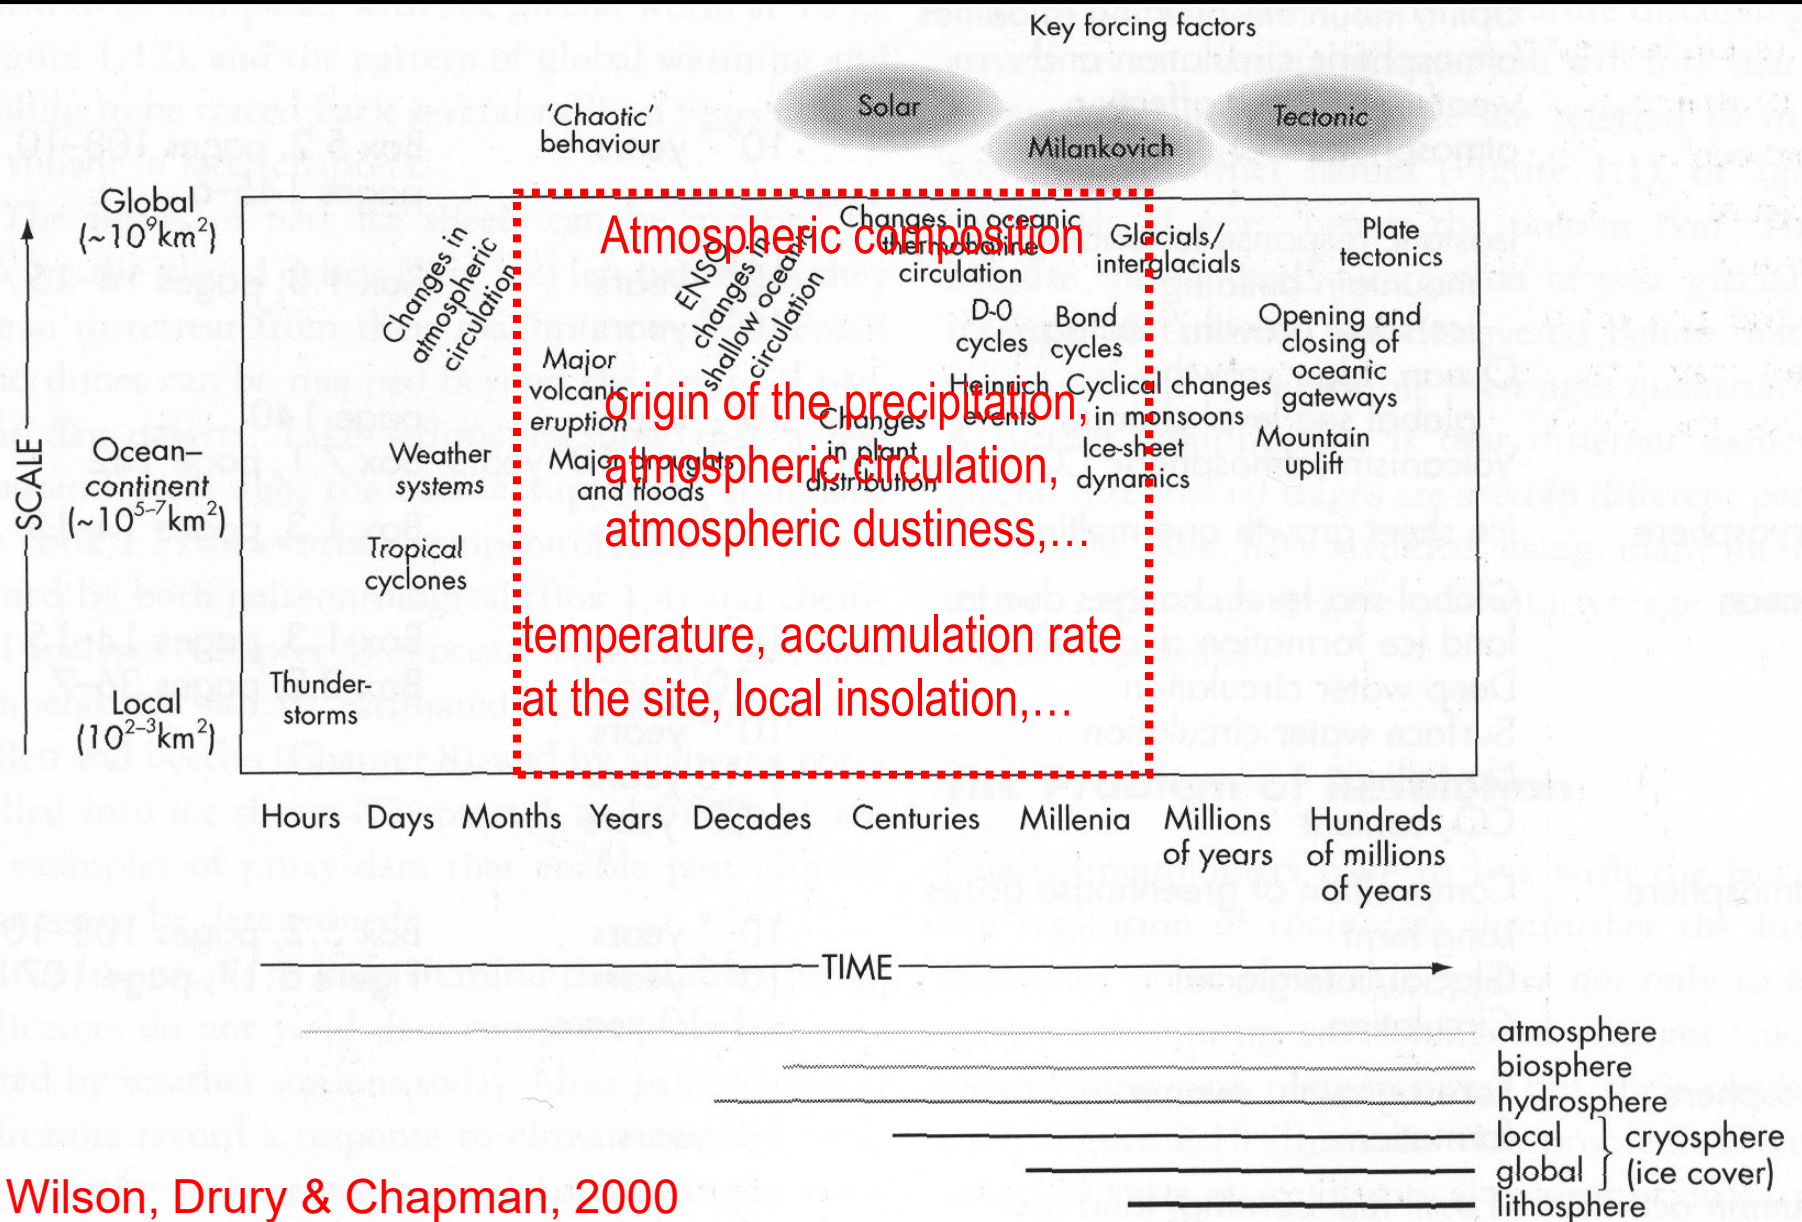 Key forcing factors
'Chaotic'
behaviour
Solar
Milankovich
Tectonic
SCALE
Global
(~10⁹km²)
Ocean–
continent
(~10⁵⁻⁷km²)
Local
(10²⁻³km²)
Changes in
atmospheric
circulation
Weather
systems
Tropical
cyclones
Thunder-
storms
Major
volcanic
eruption
Major droughts
and floods
ENSO
changes in
shallow oceanic
circulation
Changes in oceanic
thermohaline
circulation
Changes
in plant
distribution
D-O
cycles
Bond
cycles
Heinrich
events
Cyclical changes
in monsoons
Ice-sheet
dynamics
Glacials/
interglacials
Plate
tectonics
Opening and
closing of
oceanic
gateways
Mountain
uplift
Atmospheric composition
origin of the precipitation,
atmospheric circulation,
atmospheric dustiness,…
temperature, accumulation rate
at the site, local insolation,…
Hours Days Months Years Decades Centuries Millenia Millions
of years
Hundreds
of millions
of years
TIME
atmosphere
biosphere
hydrosphere
local
global
cryosphere
(ice cover)
lithosphere
Wilson, Drury & Chapman, 2000